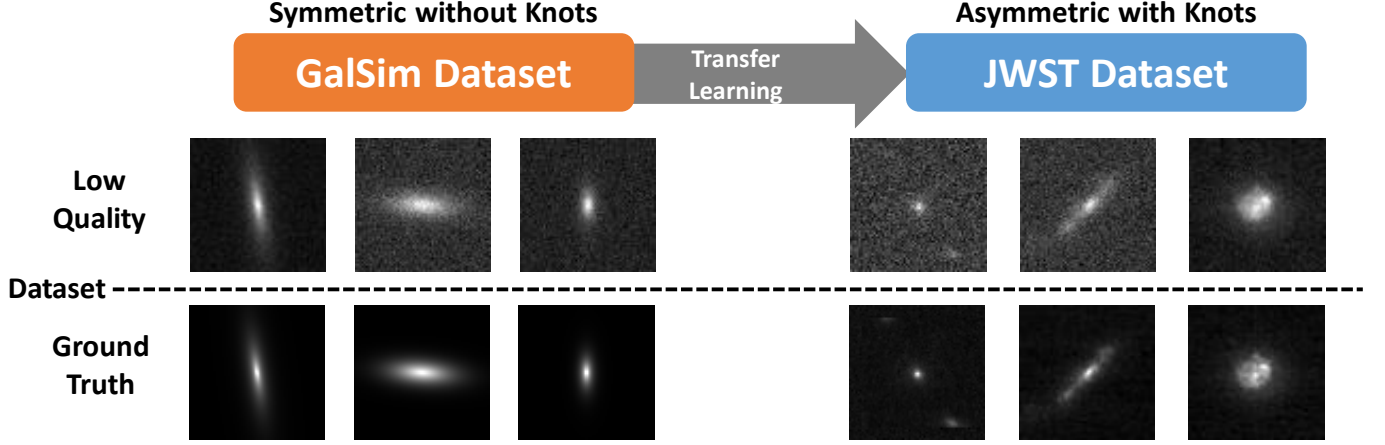 Symmetric without Knots
Asymmetric with Knots
GalSim Dataset
Transfer
Learning
JWST Dataset
Low
Quality
Dataset
Ground
Truth